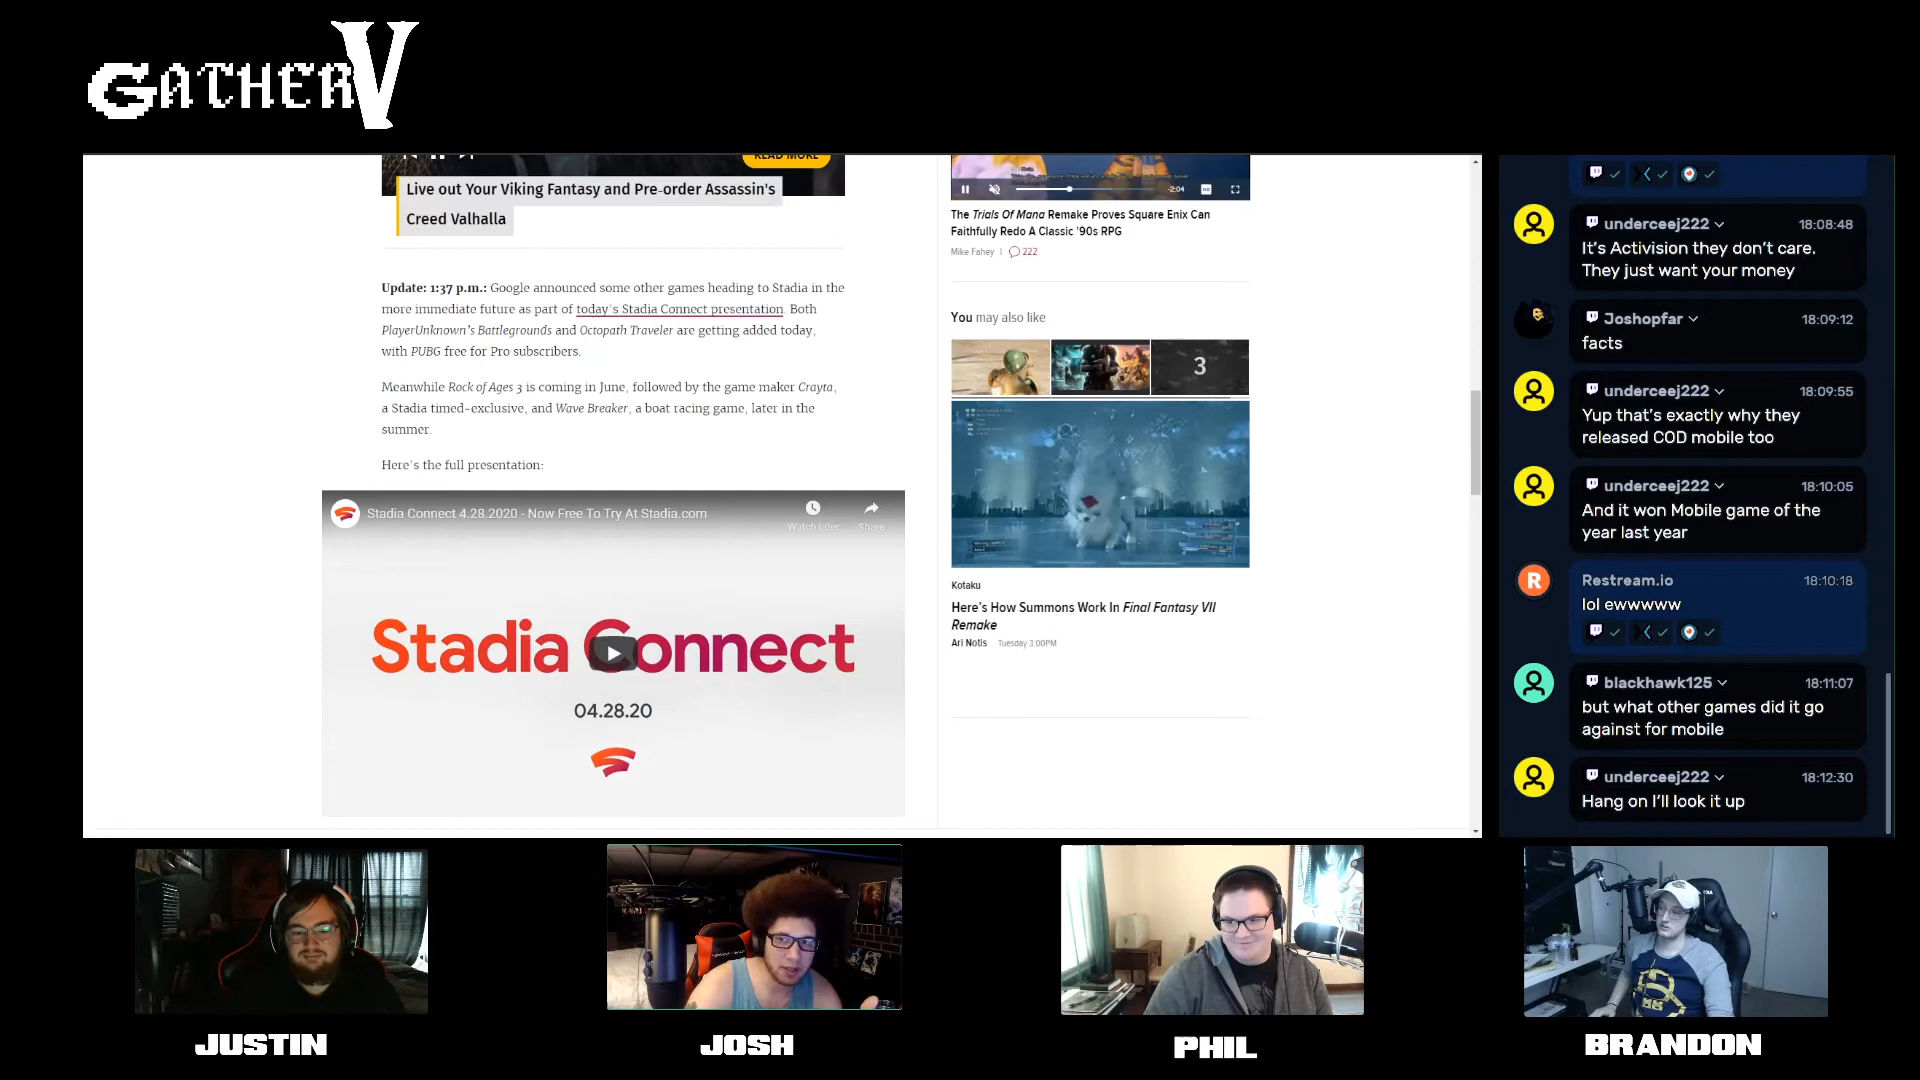 GATHERV
READ MORE
Live out Your Viking Fantasy and Pre-order Assassin's
Creed Valhalla
Update: 1:37 p.m.: Google announced some other games heading to Stadia in the
more immediate future as part of today's Stadia Connect presentation. Both
PlayerUnknown's Battlegrounds and Octopath Traveler are getting added today,
with PUBG free for Pro subscribers.
Meanwhile Rock of Ages 3 is coming in June, followed by the game maker Crayta,
a Stadia timed-exclusive, and Wave Breaker, a boat racing game, later in the
summer.
Here's the full presentation:
Stadia Connect 4.28.2020 - Now Free To Try At Stadia.com
Watch later
Share
Stadia Connect
04.28.20
-2:04
The Trials Of Mana Remake Proves Square Enix Can
Faithfully Redo A Classic '90s RPG
Mike Fahey | 222
You may also like
3
Kotaku
Here's How Summons Work In Final Fantasy VII
Remake
Ari Notis Tuesday 3:00PM
underceej222 18:08:48
It's Activision they don't care.
They just want your money
Joshopfar 18:09:12
facts
underceej222 18:09:55
Yup that's exactly why they
released COD mobile too
underceej222 18:10:05
And it won Mobile game of the
year last year
R
Restream.io 18:10:18
lol ewwwww
blackhawk125 18:11:07
but what other games did it go
against for mobile
underceej222 18:12:30
Hang on I'll look it up
JUSTIN
JOSH
PHIL
BRANDON